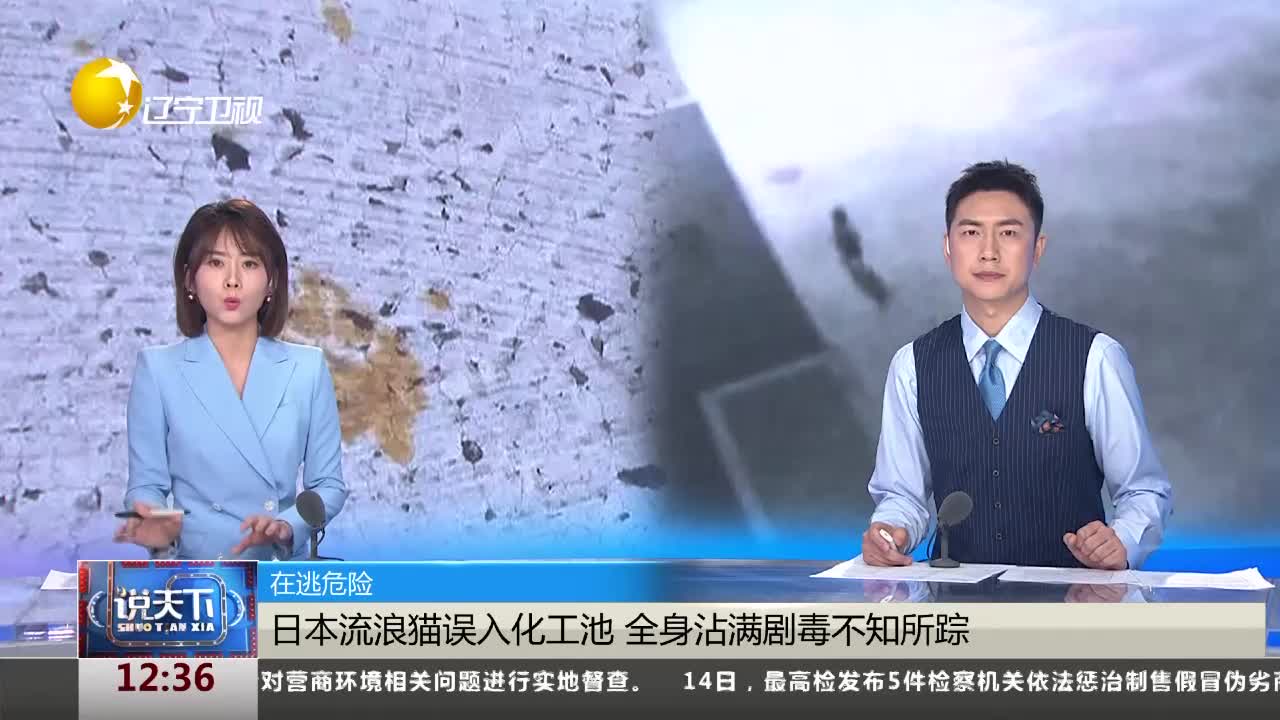 辽宁卫视
在逃危险
说天下
SHUO TIAN XIA
日本流浪猫误入化工池 全身沾满剧毒不知所踪
12:36
对营商环境相关问题进行实地督查。 14日，最高检发布5件检察机关依法惩治制售假冒伪劣